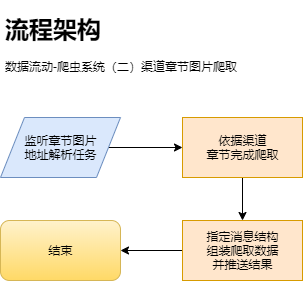 流程架构
数据流动-爬虫系统（二）渠道章节图片爬取
监听章节图片
地址解析任务
依据渠道
章节完成爬取
指定消息结构
组装爬取数据
并推送结果
结束